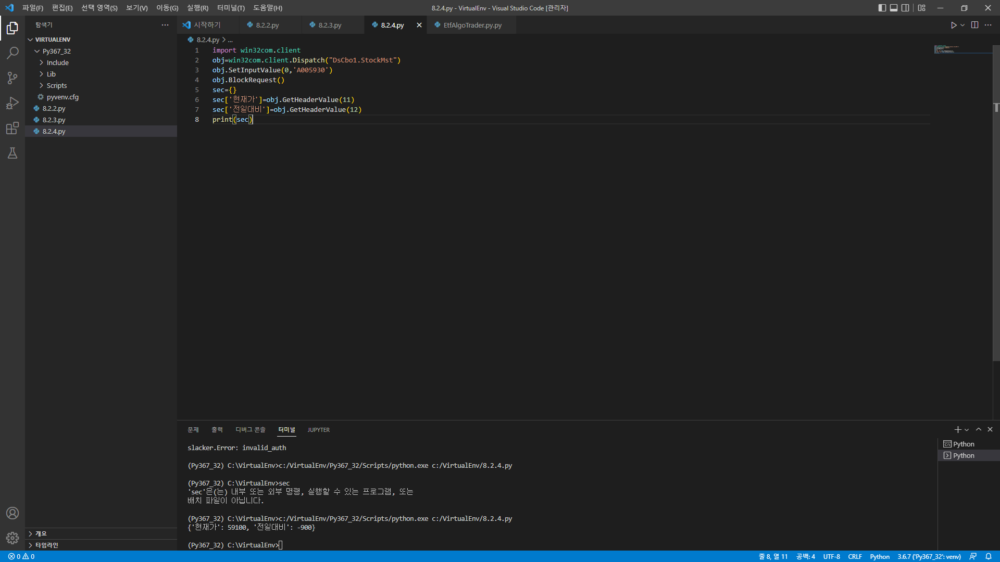 파일(F) 편집(E) 선택 영역(S) 보기(V) 이동(G) 실행(R) 터미널(T) 도움말(H) 8.2.4.py - VirtualEnv - Visual Studio Code [관리자]
탐색기
VIRTUALENV
Py367_32
Include
Lib
Scripts
pyvenv.cfg
8.2.2.py
8.2.3.py
8.2.4.py
개요
타임라인
시작하기 8.2.2.py 8.2.3.py 8.2.4.py EtfAlgoTrader.py.py
8.2.4.py > ...
1 import win32com.client
2 obj=win32com.client.Dispatch("DsCbo1.StockMst")
3 obj.SetInputValue(0,'A005930')
4 obj.BlockRequest()
5 sec={}
6 sec['현재가']=obj.GetHeaderValue(11)
7 sec['전일대비']=obj.GetHeaderValue(12)
8 print(sec)
문제 출력 디버그 콘솔 터미널 JUPYTER
slacker.Error: invalid_auth
(Py367_32) C:\VirtualEnv>c:/VirtualEnv/Py367_32/Scripts/python.exe c:/VirtualEnv/8.2.4.py
(Py367_32) C:\VirtualEnv>sec
'sec'은(는) 내부 또는 외부 명령, 실행할 수 있는 프로그램, 또는
배치 파일이 아닙니다.
(Py367_32) C:\VirtualEnv>c:/VirtualEnv/Py367_32/Scripts/python.exe c:/VirtualEnv/8.2.4.py
{'현재가': 59100, '전일대비': -900}
(Py367_32) C:\VirtualEnv>
Python
Python
0 0 줄 8, 열 11 공백: 4 UTF-8 CRLF Python 3.6.7 ('Py367_32': venv)